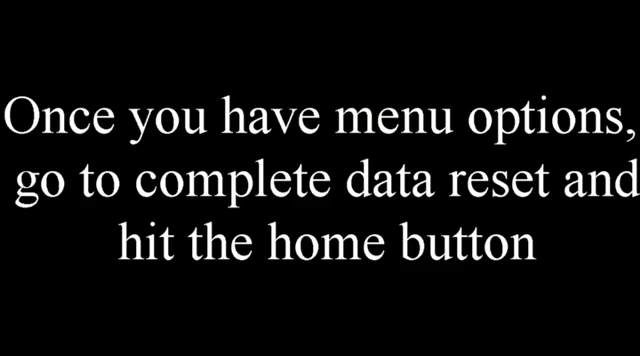 Once you have menu options,
go to complete data reset and
hit the home button